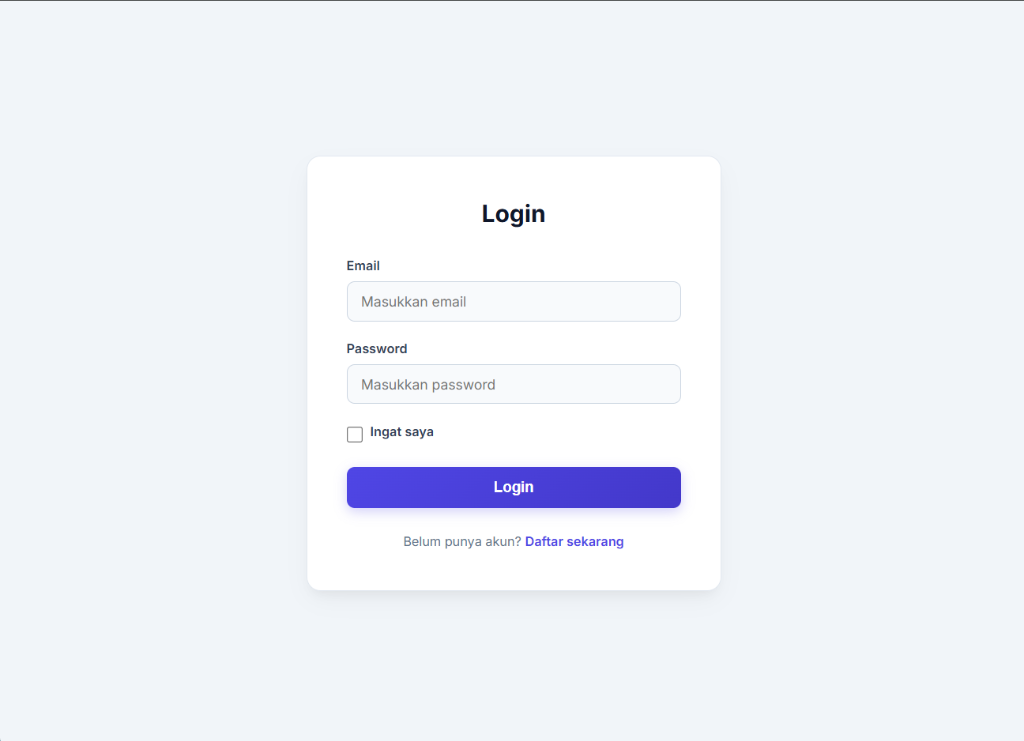 Login
Email
Masukkan email
Password
Masukkan password
Ingat saya
Login
Belum punya akun? Daftar sekarang